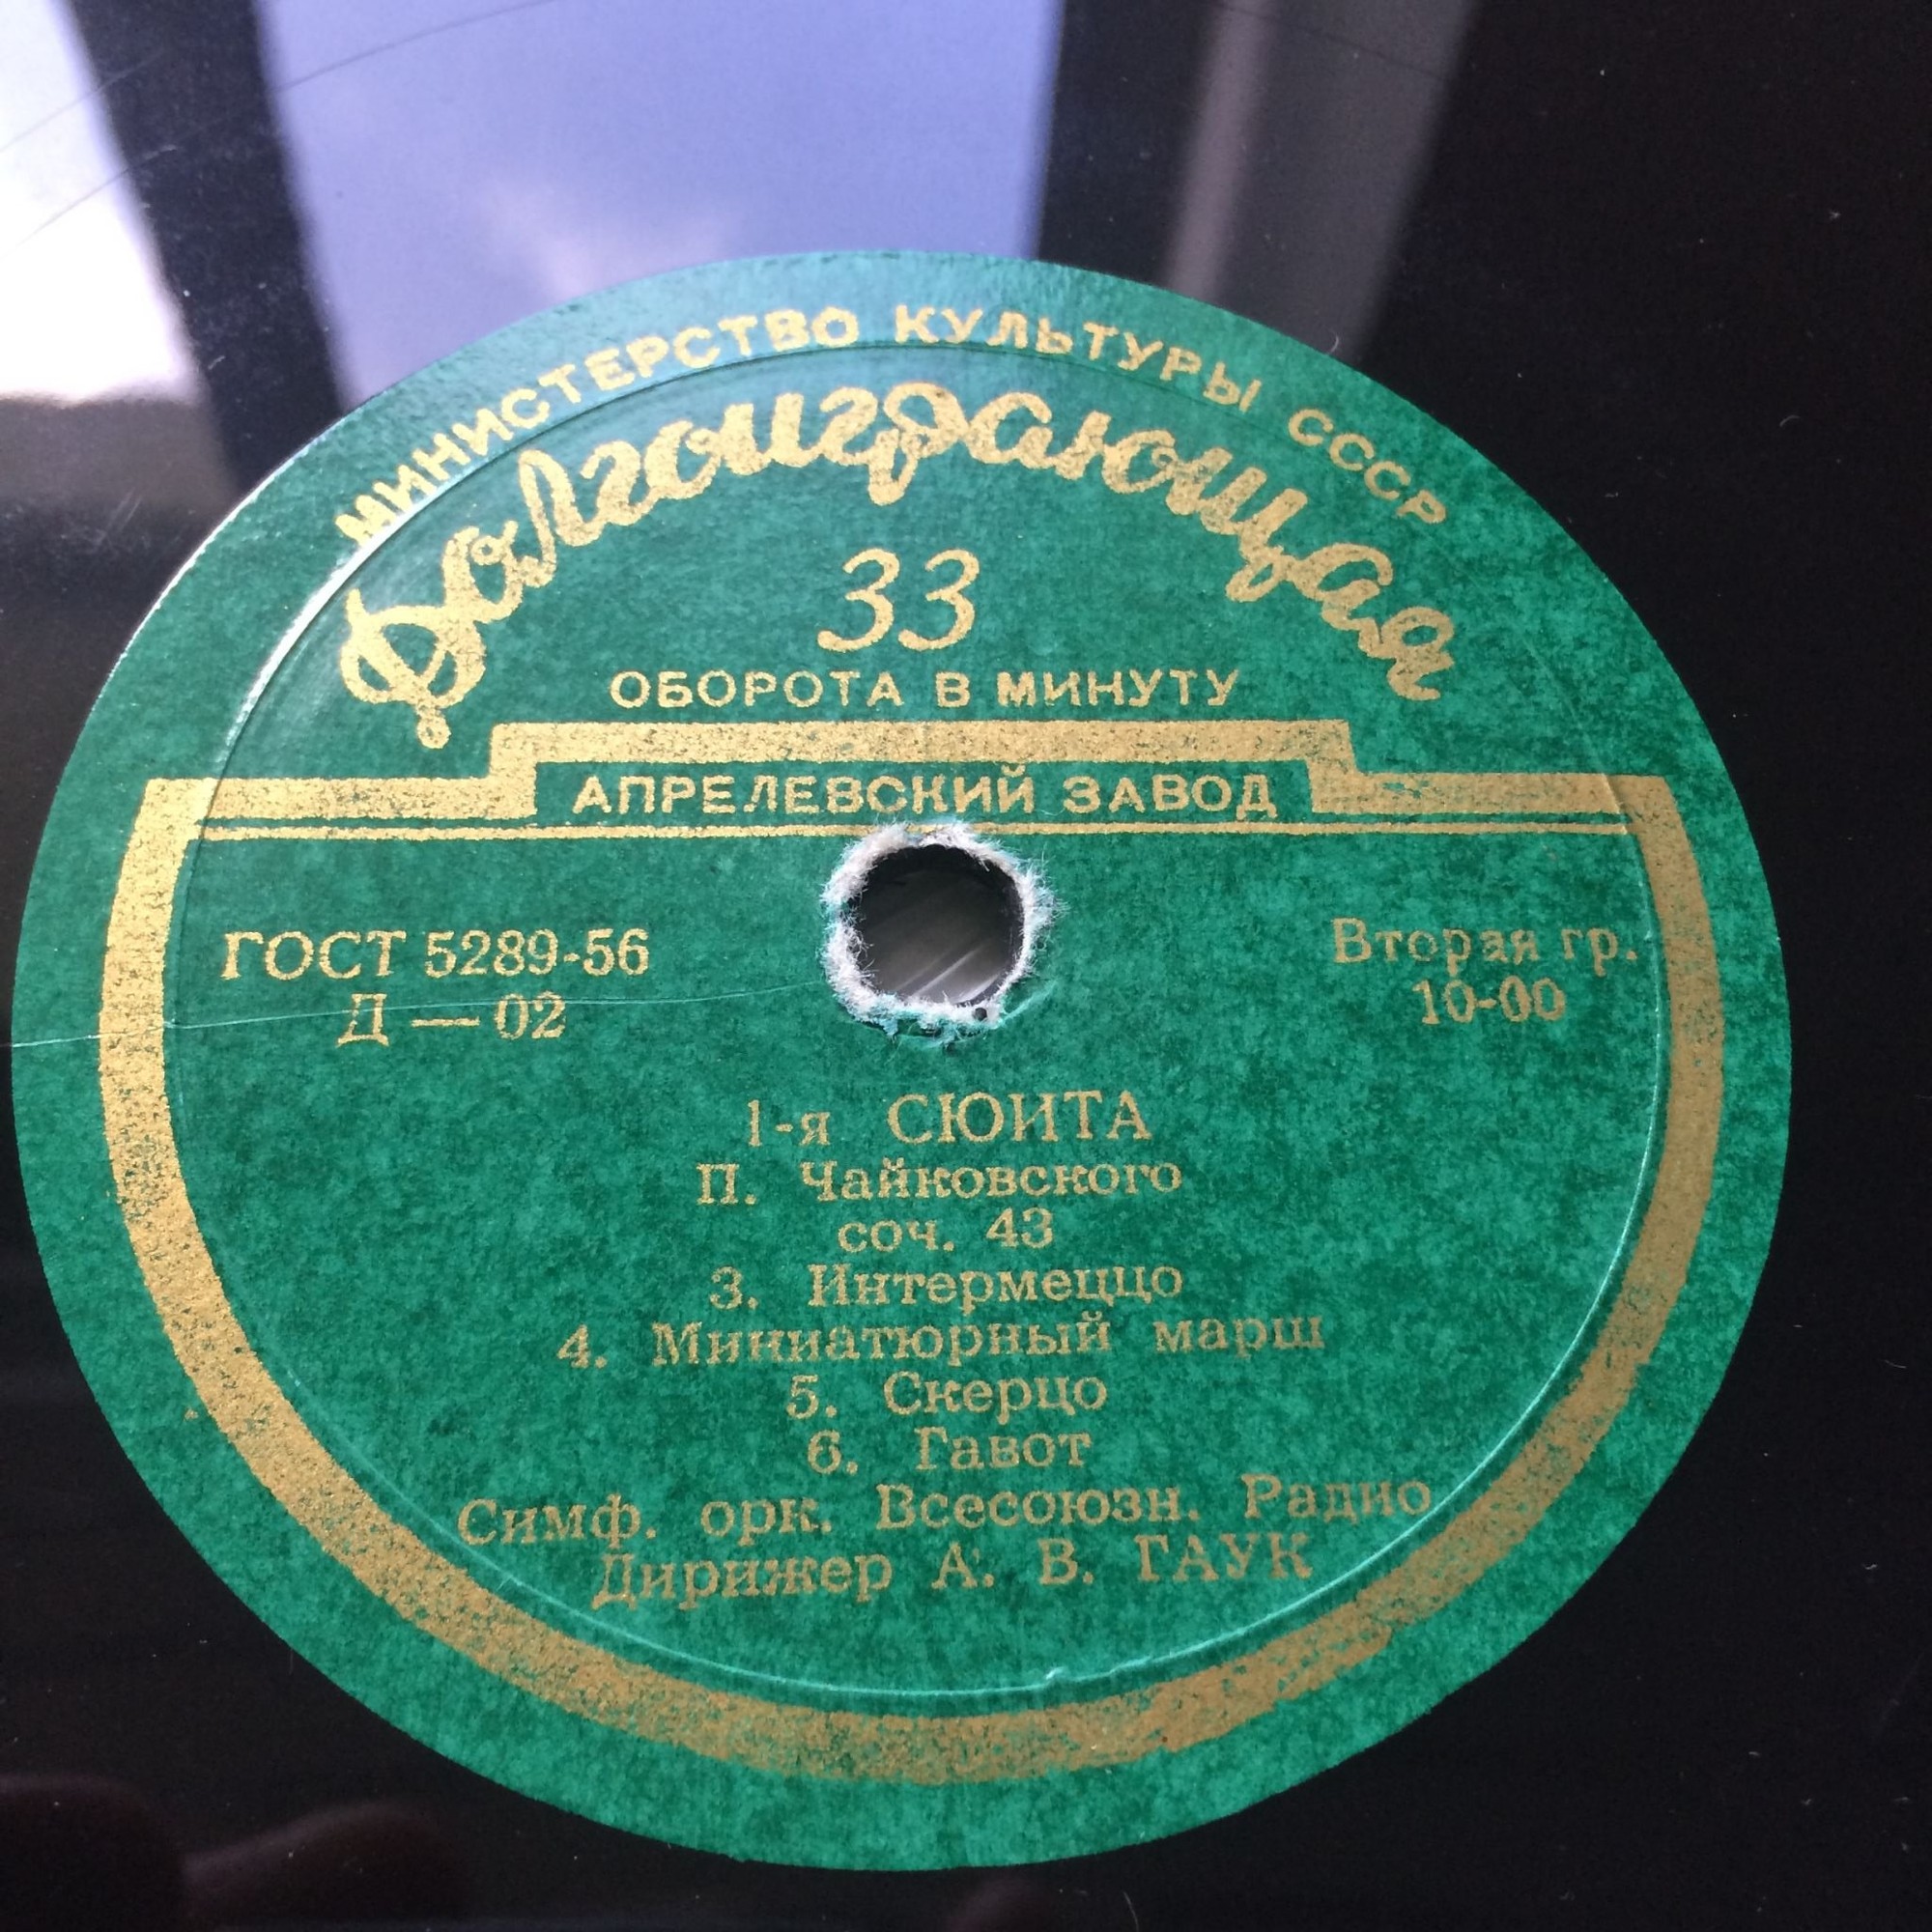 МИНИСТЕРСТВО КУЛЬТУРЫ СССР
Долгоиграющая
33
ОБОРОТА В МИНУТУ
АПРЕЛЕВСКИЙ ЗАВОД
ГОСТ 5289-56
Д — 02
Вторая гр.
10-00
1-я СЮИТА
П. Чайковского
соч. 43
3. Интермеццо
4. Миниатюрный марш
5. Скерцо
6. Гавот
Симф. орк. Всесоюзн. Радио
Дирижер А. В. ГАУК